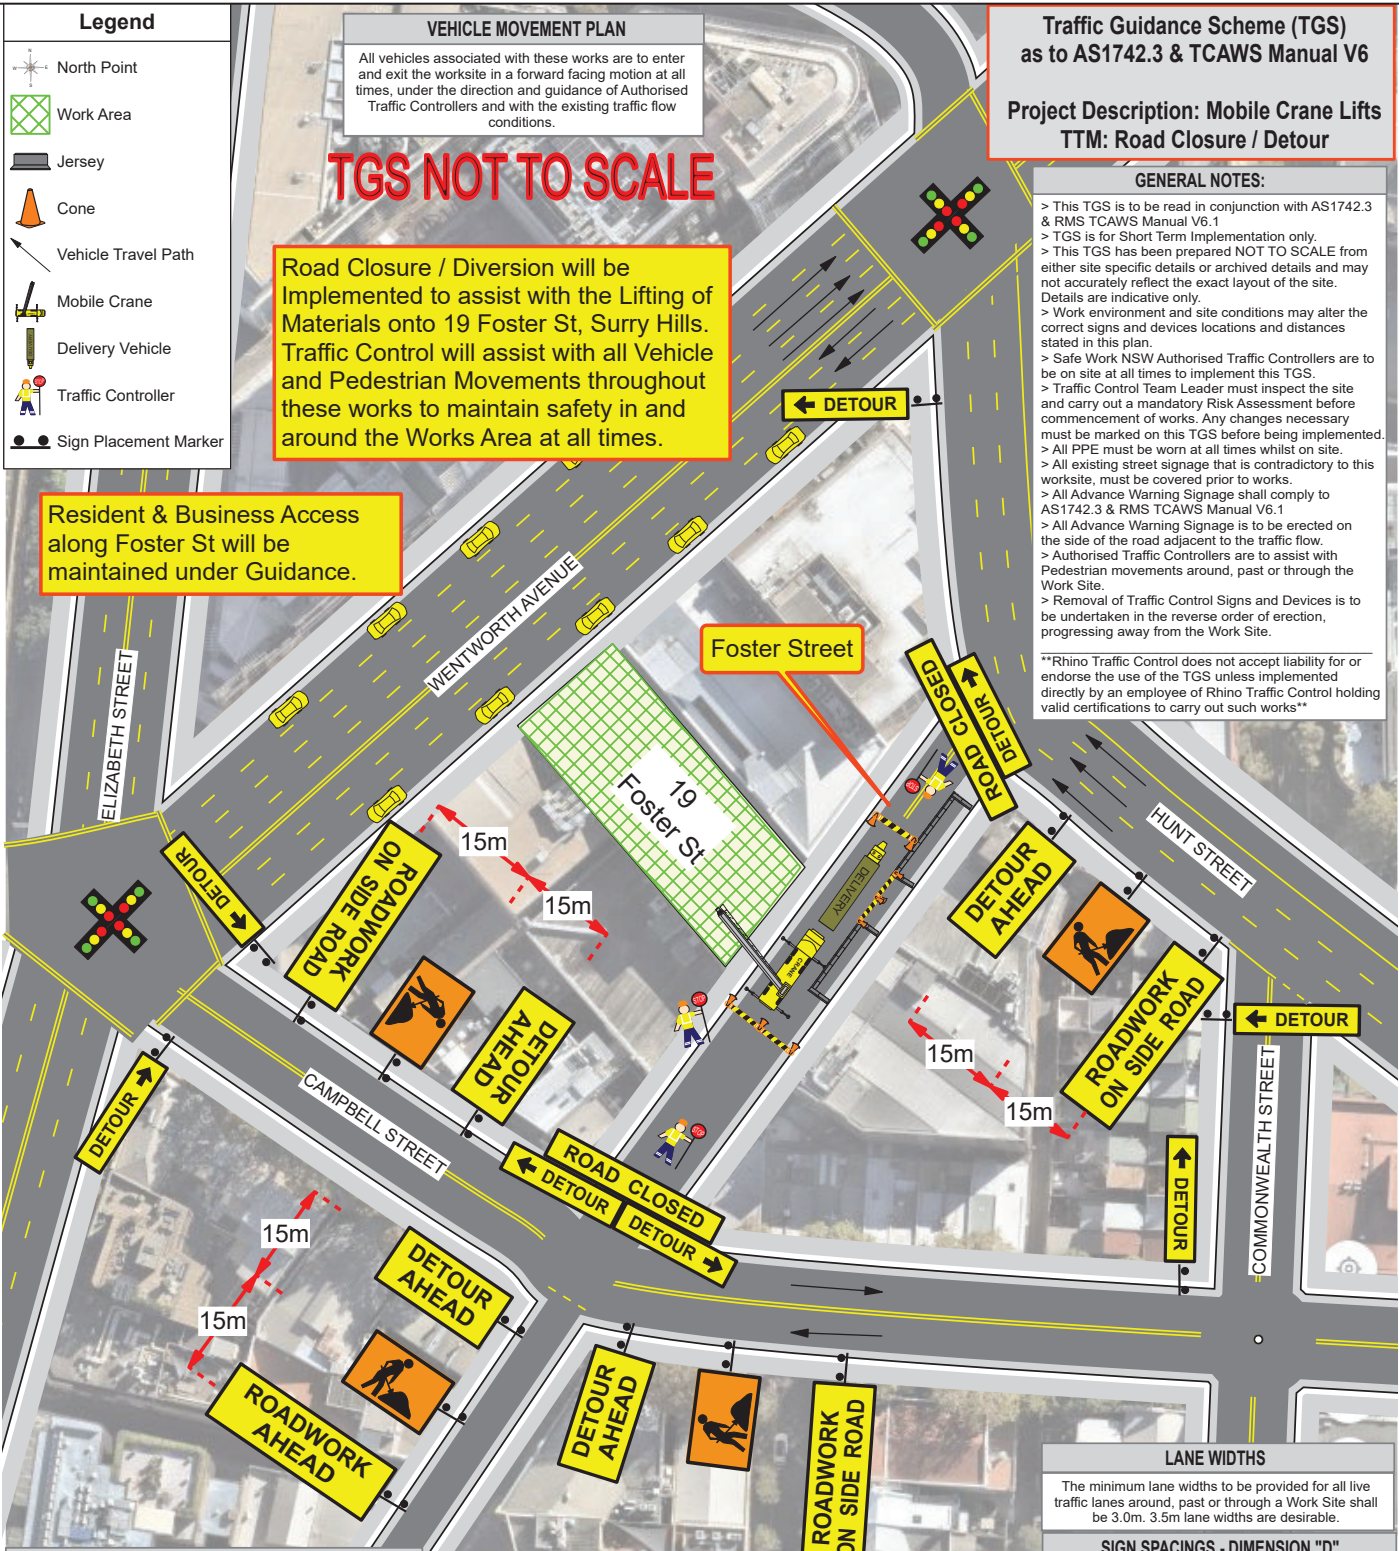 Legend
North Point
Work Area
Jersey
Cone
Vehicle Travel Path
Mobile Crane
Delivery Vehicle
Traffic Controller
Sign Placement Marker
VEHICLE MOVEMENT PLAN
All vehicles associated with these works are to enter
and exit the worksite in a forward facing motion at all
times, under the direction and guidance of Authorised
Traffic Controllers and with the existing traffic flow
conditions.
TGS NOT TO SCALE
Traffic Guidance Scheme (TGS)
as to AS1742.3 & TCAWS Manual V6
Project Description: Mobile Crane Lifts
TTM: Road Closure / Detour
GENERAL NOTES:
> This TGS is to be read in conjunction with AS1742.3
& RMS TCAWS Manual V6.1
> TGS is for Short Term Implementation only.
> This TGS has been prepared NOT TO SCALE from
either site specific details or archived details and may
not accurately reflect the exact layout of the site.
Details are indicative only.
> Work environment and site conditions may alter the
correct signs and devices locations and distances
stated in this plan.
> Safe Work NSW Authorised Traffic Controllers are to
be on site at all times to implement this TGS.
> Traffic Control Team Leader must inspect the site
and carry out a mandatory Risk Assessment before
commencement of works. Any changes necessary
must be marked on this TGS before being implemented.
> All PPE must be worn at all times whilst on site.
> All existing street signage that is contradictory to this
worksite, must be covered prior to works.
> All Advance Warning Signage shall comply to
AS1742.3 & RMS TCAWS Manual V6.1
> All Advance Warning Signage is to be erected on
the side of the road adjacent to the traffic flow.
> Authorised Traffic Controllers are to assist with
Pedestrian movements around, past or through the
Work Site.
> Removal of Traffic Control Signs and Devices is to
be undertaken in the reverse order of erection,
progressing away from the Work Site.
**Rhino Traffic Control does not accept liability for or
endorse the use of the TGS unless implemented
directly by an employee of Rhino Traffic Control holding
valid certifications to carry out such works**
Road Closure / Diversion will be
Implemented to assist with the Lifting of
Materials onto 19 Foster St, Surry Hills.
Traffic Control will assist with all Vehicle
and Pedestrian Movements throughout
these works to maintain safety in and
around the Works Area at all times.
DETOUR
Resident & Business Access
along Foster St will be
maintained under Guidance.
WENTWORTH AVENUE
ELIZABETH STREET
Foster Street
ROAD CLOSED
DETOUR
19
Foster St
STOP
HUNT STREET
DETOUR
15m
15m
ROADWORK
ON SIDE ROAD
DELIVERY
CRANE
DETOUR
AHEAD
ROADWORK
ON SIDE ROAD
DETOUR
AHEAD
STOP
DETOUR
15m
15m
COMMONWEALTH STREET
DETOUR
CAMPBELL STREET
DETOUR
STOP
ROAD CLOSED
DETOUR
DETOUR
15m
15m
DETOUR
AHEAD
ROADWORK
AHEAD
DETOUR
AHEAD
ROADWORK
ON SIDE ROAD
LANE WIDTHS
The minimum lane widths to be provided for all live
traffic lanes around, past or through a Work Site shall
be 3.0m. 3.5m lane widths are desirable.
SIGN SPACINGS - DIMENSION "D"